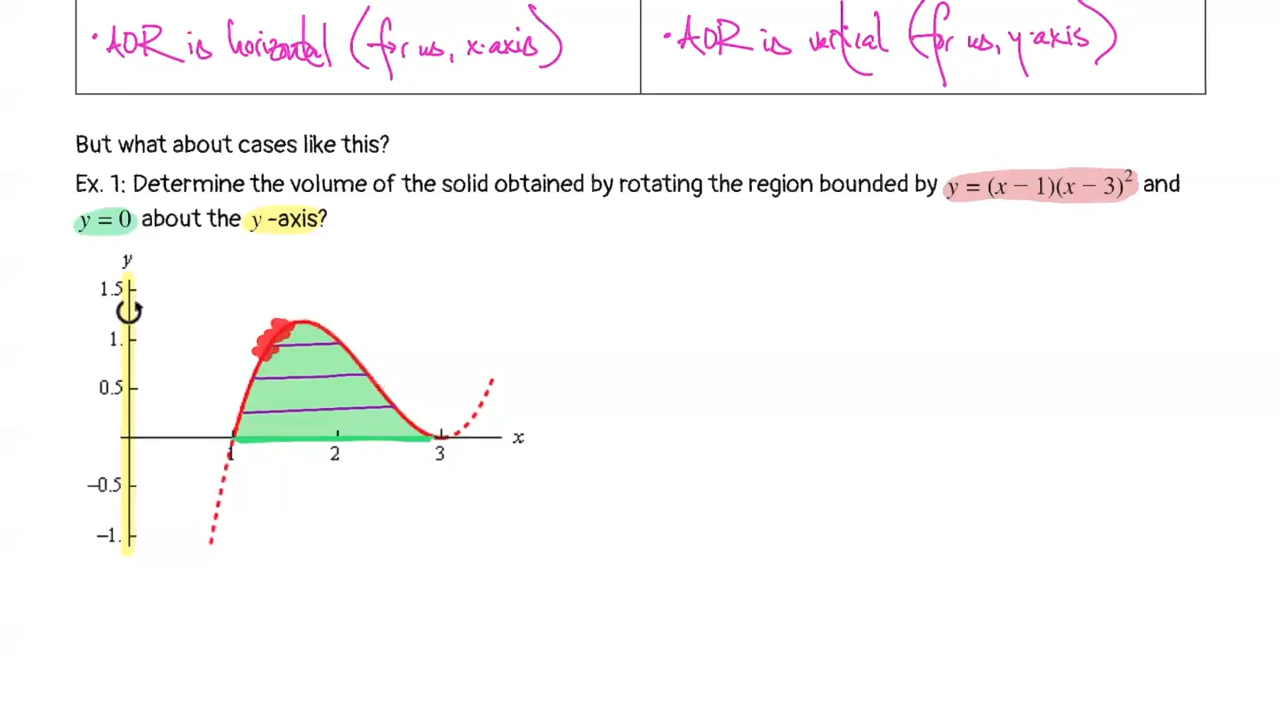 • AOR is horizontal (for us, x-axis)
• AOR is vertical (for us, y-axis)
But what about cases like this?
Ex. 1: Determine the volume of the solid obtained by rotating the region bounded by y = (x − 1)(x − 3)² and
y = 0 about the y -axis?
y
1.5
1.
0.5
1 2 3 x
−0.5
−1.